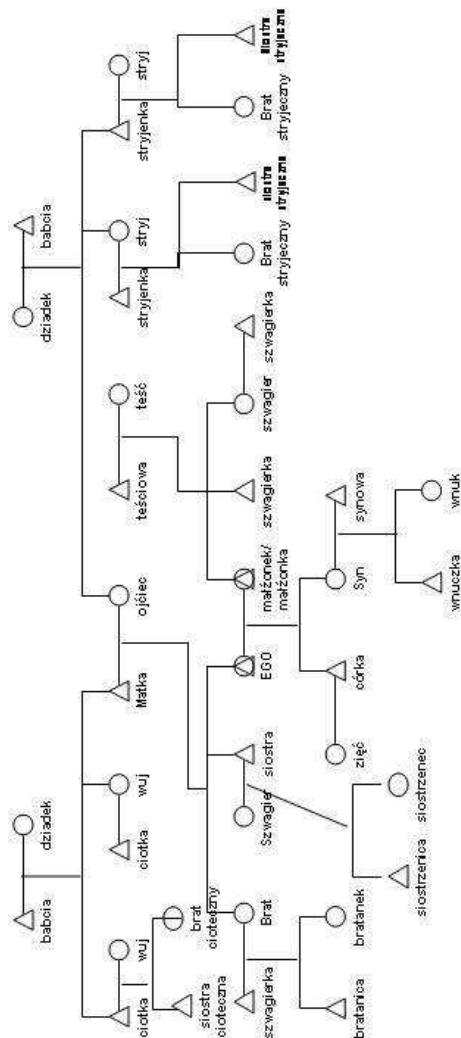 babcia
dziadek
dziadek
babcia
ciotka
wuj
ciotka
wuj
Matka
ojćiec
teściowa
teść
stryjenka
stryj
stryjenka
stryj
siostra
cioteczna
brat
cioteczny
Brat
stryjeczny
siostra
stryjeczna
Brat
stryjeczny
siostra
stryjeczna
szwagierka
Brat
Szwagier
siostra
EGO
małżonek/
małżonka
szwagierka
szwagier
szwagierka
bratanica
bratanek
siostrzenica
siostrzenec
zięć
córka
Syn
synowa
wnuczka
wnuk